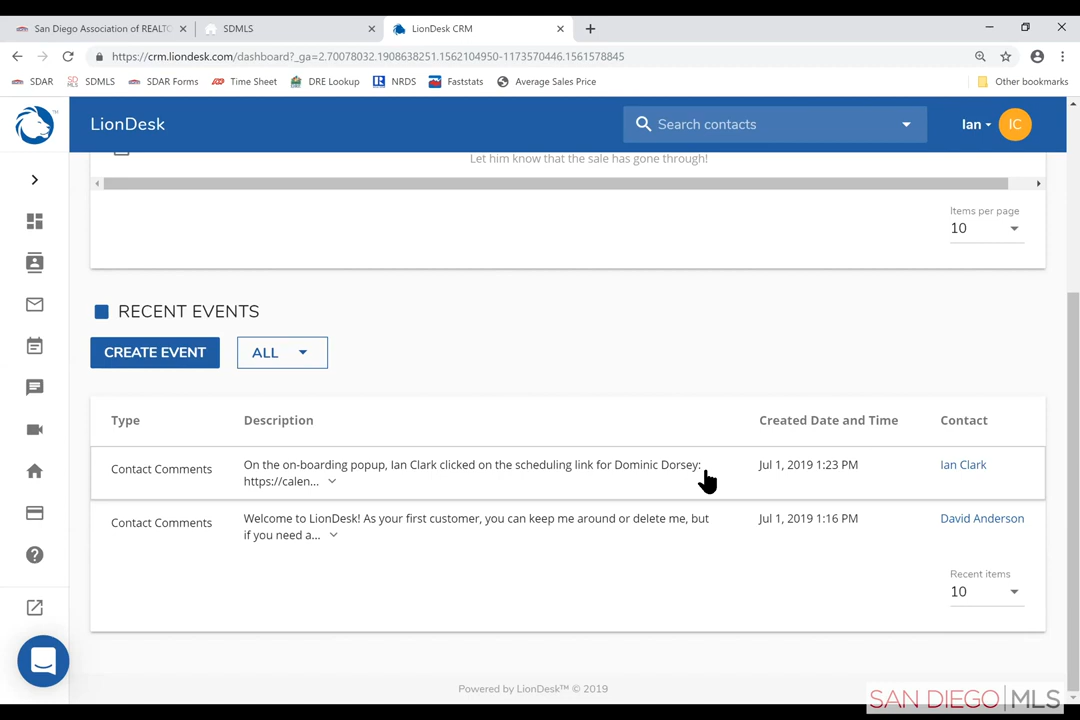 San Diego Association of REALTO
SDMLS
LionDesk CRM
https://crm.liondesk.com/dashboard?_ga=2.70078032.1908638251.1562104950-1173570446.1561578845
SDAR
SDMLS
SDAR Forms
Time Sheet
DRE Lookup
NRDS
Faststats
Average Sales Price
Other bookmarks
LionDesk
Search contacts
Ian
IC
Let him know that the sale has gone through!
Items per page
10
RECENT EVENTS
CREATE EVENT
ALL
Type
Description
Created Date and Time
Contact
Contact Comments
On the on-boarding popup, Ian Clark clicked on the scheduling link for Dominic Dorsey:
https://calen...
Jul 1, 2019 1:23 PM
Ian Clark
Contact Comments
Welcome to LionDesk! As your first customer, you can keep me around or delete me, but
if you need a...
Jul 1, 2019 1:16 PM
David Anderson
Recent items
10
Powered by LionDesk™ © 2019
SAN DIEGO | MLS